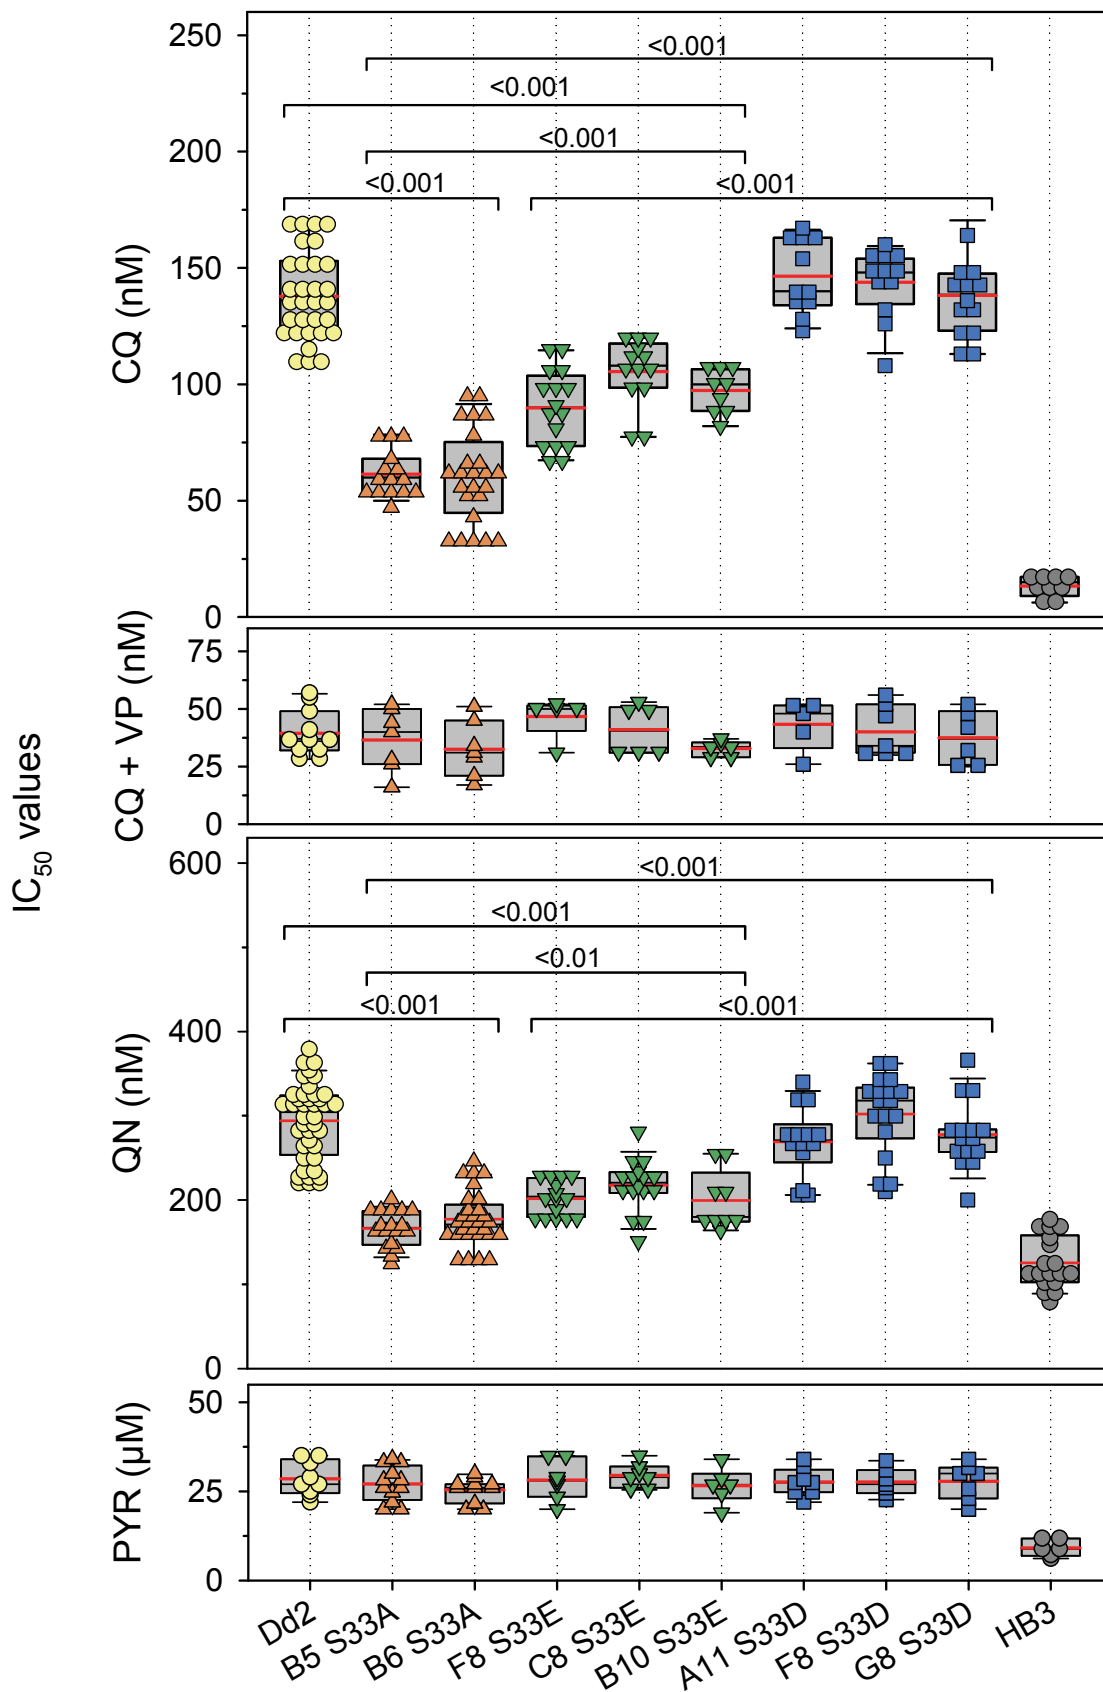 IC50 values
CQ (nM)
250
200
150
100
50
0
<0.001
<0.001
<0.001
<0.001
<0.001
CQ + VP (nM)
75
50
25
0
QN (nM)
600
400
200
0
<0.001
<0.001
<0.01
<0.001
<0.001
PYR (µM)
50
25
0
Dd2
B5 S33A
B6 S33A
F8 S33E
C8 S33E
B10 S33E
A11 S33D
F8 S33D
G8 S33D
HB3